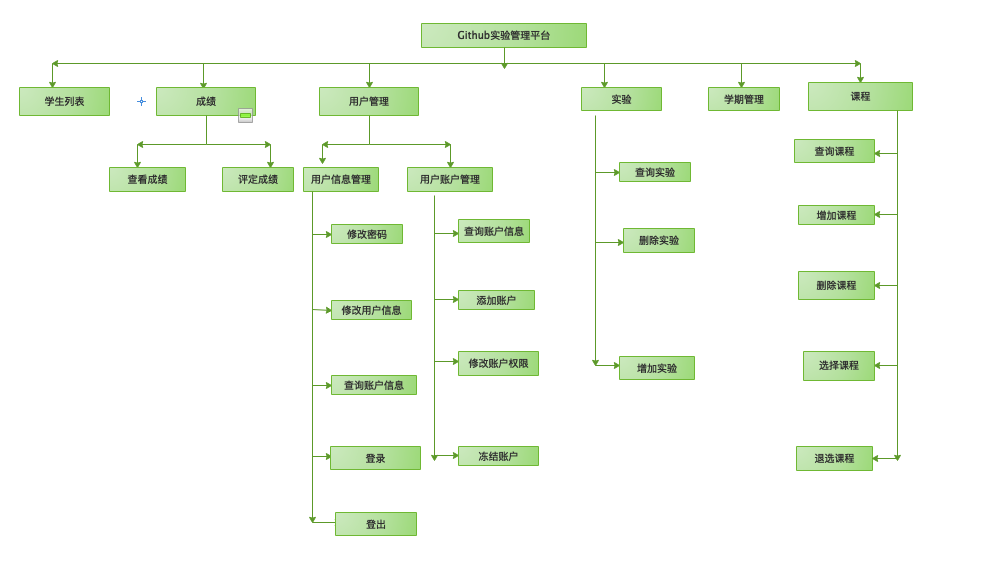 Github实验管理平台
学生列表
成绩
用户管理
实验
学期管理
课程
查看成绩
评定成绩
用户信息管理
用户账户管理
修改密码
修改用户信息
查询账户信息
登录
登出
查询账户信息
添加账户
修改账户权限
冻结账户
查询实验
删除实验
增加实验
查询课程
增加课程
删除课程
选择课程
退选课程